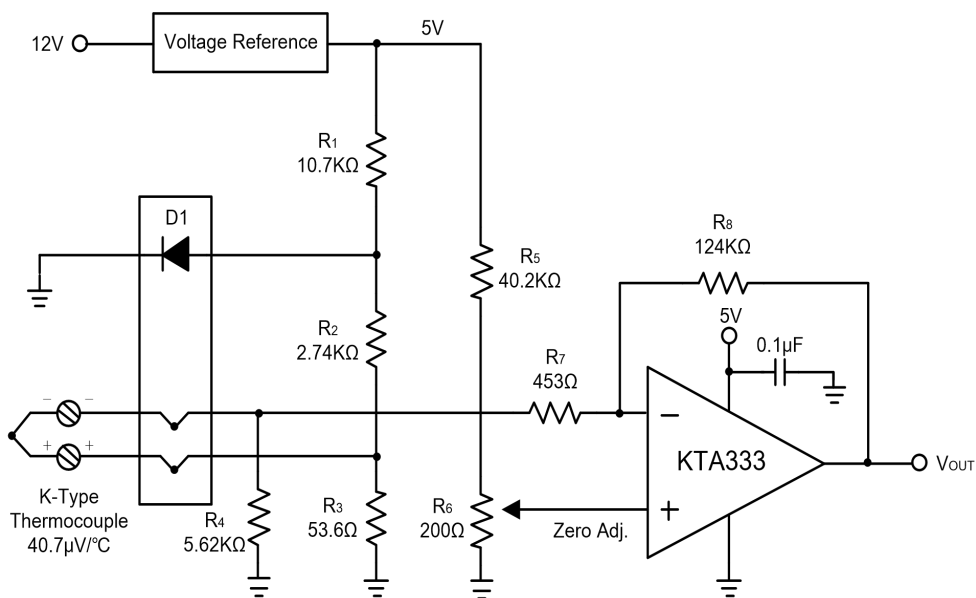 12V
Voltage Reference
5V
R1
10.7KΩ
D1
R5
40.2KΩ
R8
124KΩ
R2
2.74KΩ
5V
0.1µF
R7
453Ω
− −
−
KTA333
VOUT
+ +
K-Type
Thermocouple
40.7µV/℃
R4
5.62KΩ
R3
53.6Ω
R6
200Ω
+
Zero Adj.